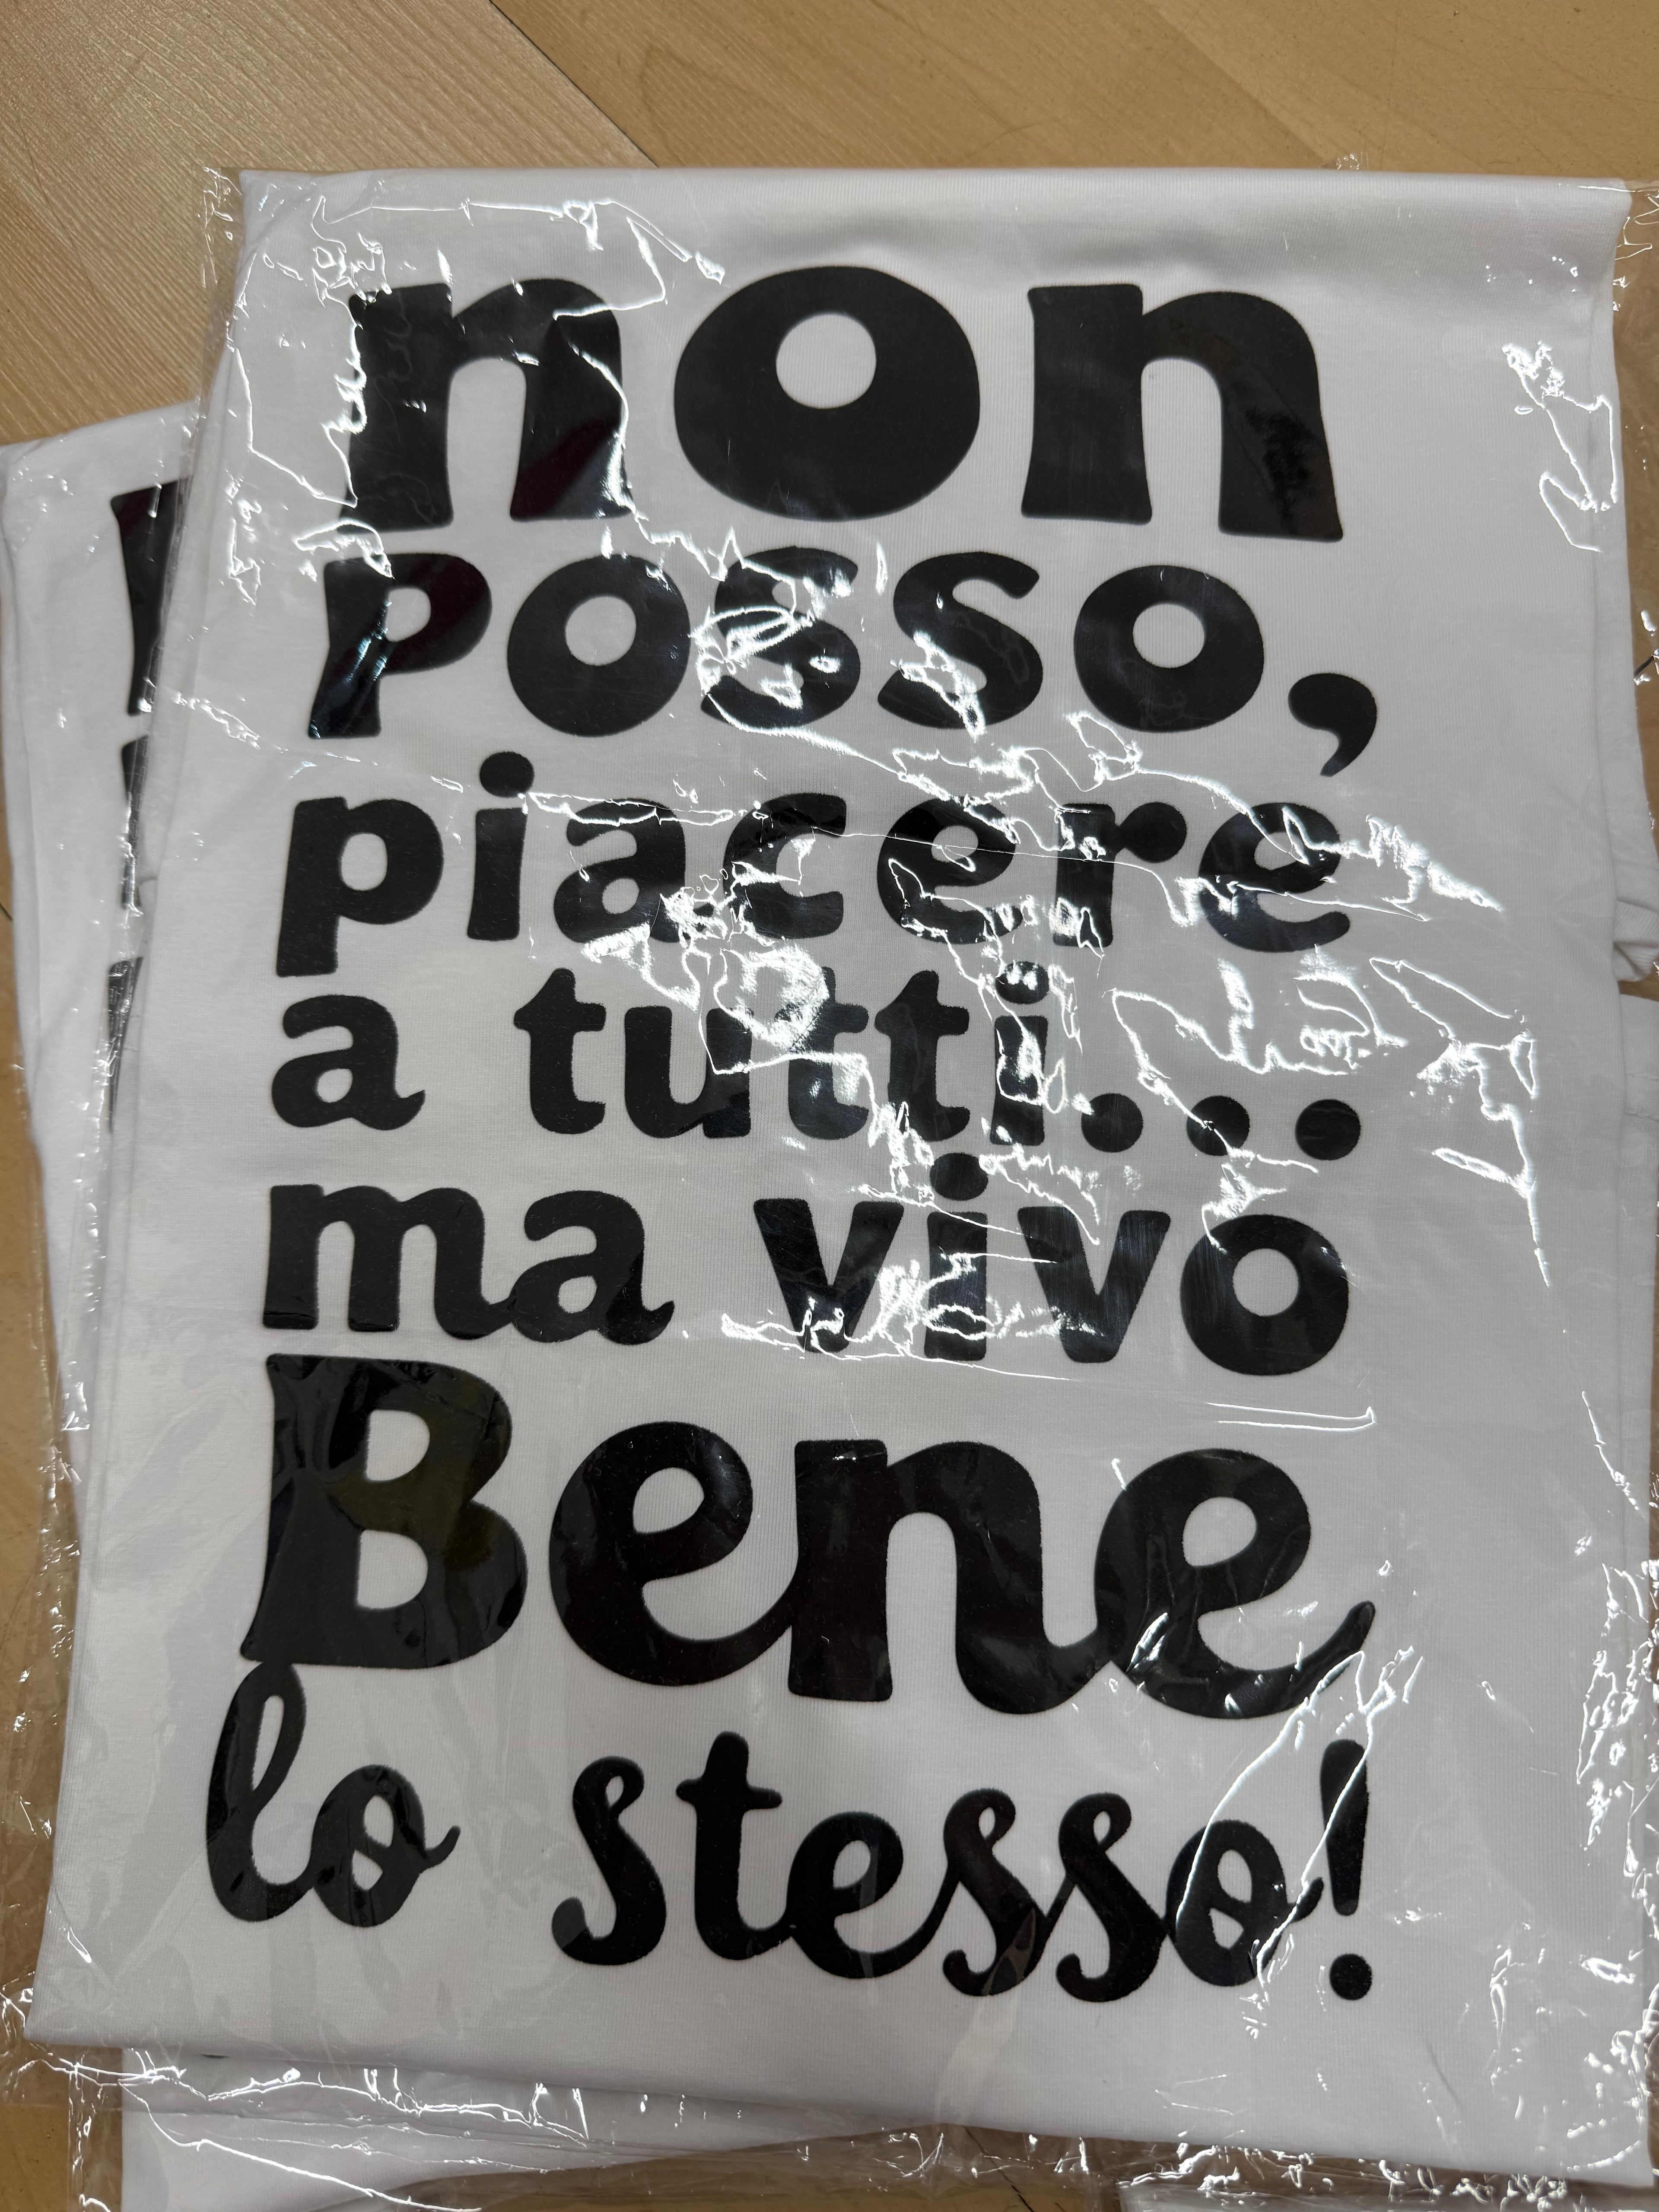 non
Posso,
piacere
a tutti...
ma vivo
Bene
lo stesso!